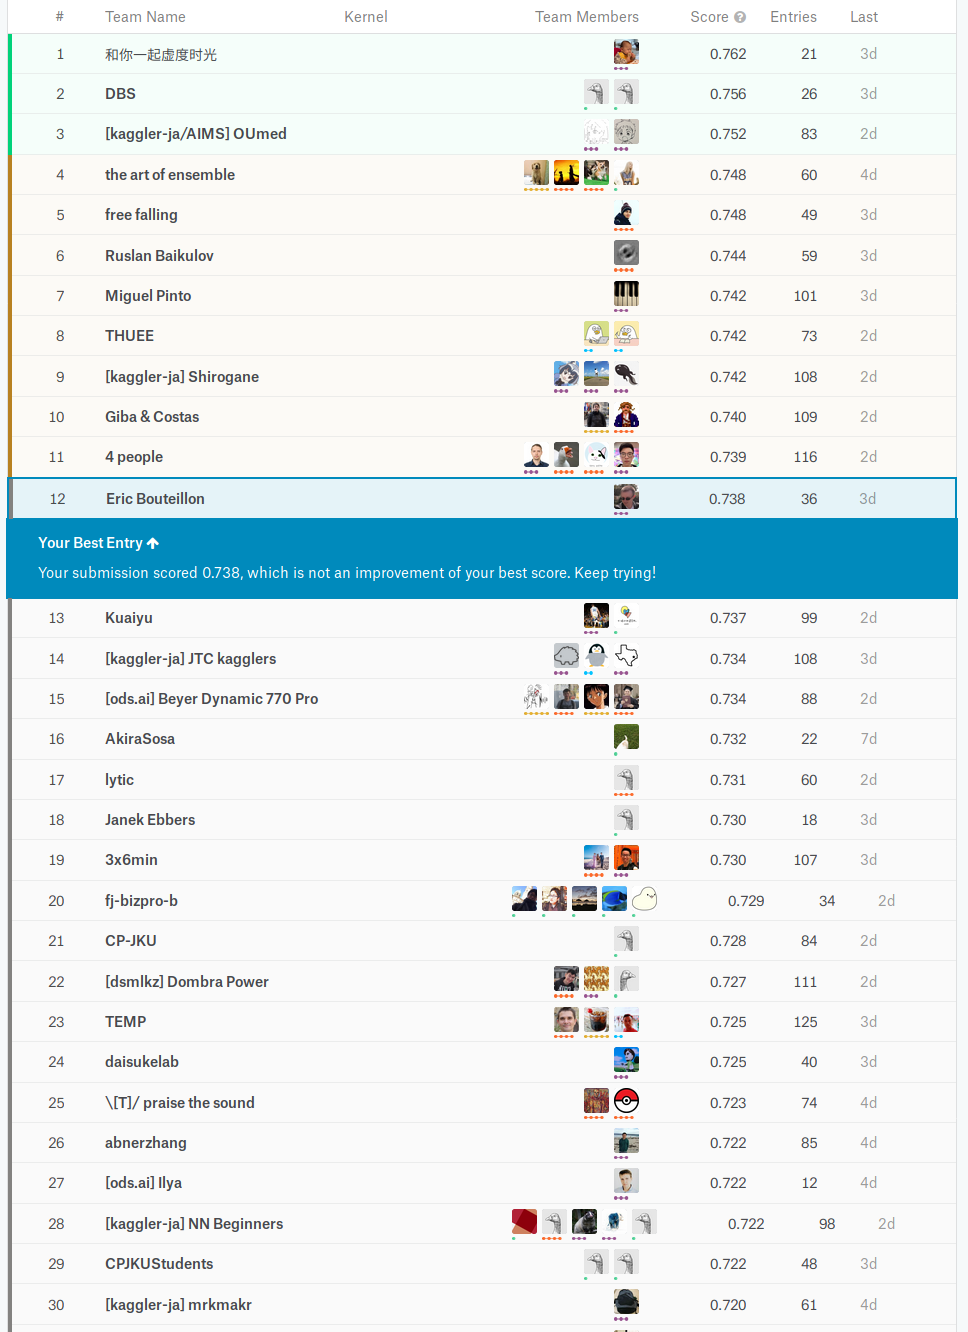 # Team Name Kernel Team Members Score ? Entries Last
1 和你一起虚度时光 0.762 21 3d
2 DBS 0.756 26 3d
3 [kaggler-ja/AIMS] OUmed 0.752 83 2d
4 the art of ensemble 0.748 60 4d
5 free falling 0.748 49 3d
6 Ruslan Baikulov 0.744 59 3d
7 Miguel Pinto 0.742 101 3d
8 THUEE 0.742 73 2d
9 [kaggler-ja] Shirogane 0.742 108 2d
10 Giba & Costas 0.740 109 2d
11 4 people 0.739 116 2d
12 Eric Bouteillon 0.738 36 3d
Your Best Entry ↑
Your submission scored 0.738, which is not an improvement of your best score. Keep trying!
13 Kuaiyu 0.737 99 2d
14 [kaggler-ja] JTC kagglers 0.734 108 3d
15 [ods.ai] Beyer Dynamic 770 Pro 0.734 88 2d
16 AkiraSosa 0.732 22 7d
17 lytic 0.731 60 2d
18 Janek Ebbers 0.730 18 3d
19 3x6min 0.730 107 3d
20 fj-bizpro-b 0.729 34 2d
21 CP-JKU 0.728 84 2d
22 [dsmlkz] Dombra Power 0.727 111 2d
23 TEMP 0.725 125 3d
24 daisukelab 0.725 40 3d
25 \[T]/ praise the sound 0.723 74 4d
26 abnerzhang 0.722 85 4d
27 [ods.ai] Ilya 0.722 12 4d
28 [kaggler-ja] NN Beginners 0.722 98 2d
29 CPJKUStudents 0.722 48 3d
30 [kaggler-ja] mrkmakr 0.720 61 4d